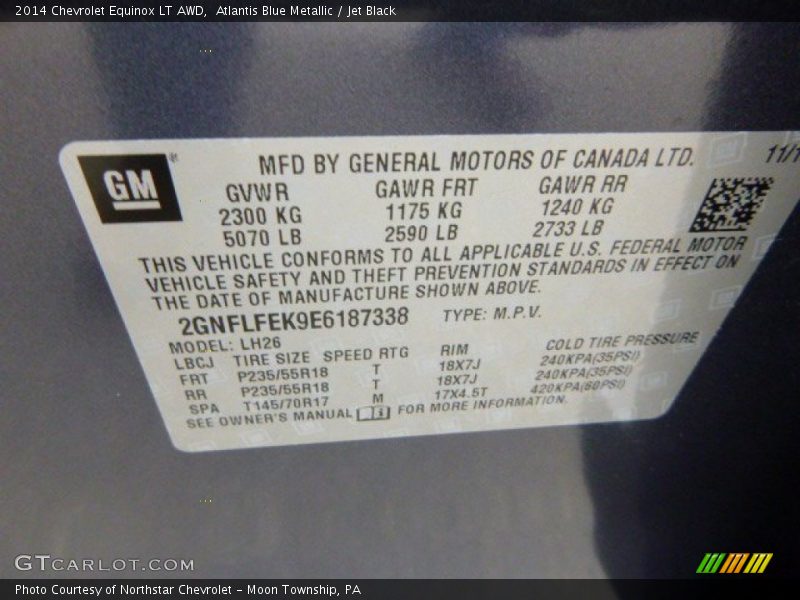 2014 Chevrolet Equinox LT AWD, Atlantis Blue Metallic / Jet Black
GM
MFD BY GENERAL MOTORS OF CANADA LTD.
11/1
GVWR GAWR FRT GAWR RR
2300 KG 1175 KG 1240 KG
5070 LB 2590 LB 2733 LB
THIS VEHICLE CONFORMS TO ALL APPLICABLE U.S. FEDERAL MOTOR
VEHICLE SAFETY AND THEFT PREVENTION STANDARDS IN EFFECT ON
THE DATE OF MANUFACTURE SHOWN ABOVE.
2GNFLFEK9E6187338 TYPE: M.P.V.
MODEL: LH26
LBCJ TIRE SIZE SPEED RTG RIM COLD TIRE PRESSURE
FRT P235/55R18 T 18X7J 240KPA(35PSI)
RR P235/55R18 T 18X7J 240KPA(35PSI)
SPA T145/70R17 M 17X4.5T 420KPA(60PSI)
SEE OWNER'S MANUAL FOR MORE INFORMATION.
GTCARLOT.COM
Photo Courtesy of Northstar Chevrolet - Moon Township, PA